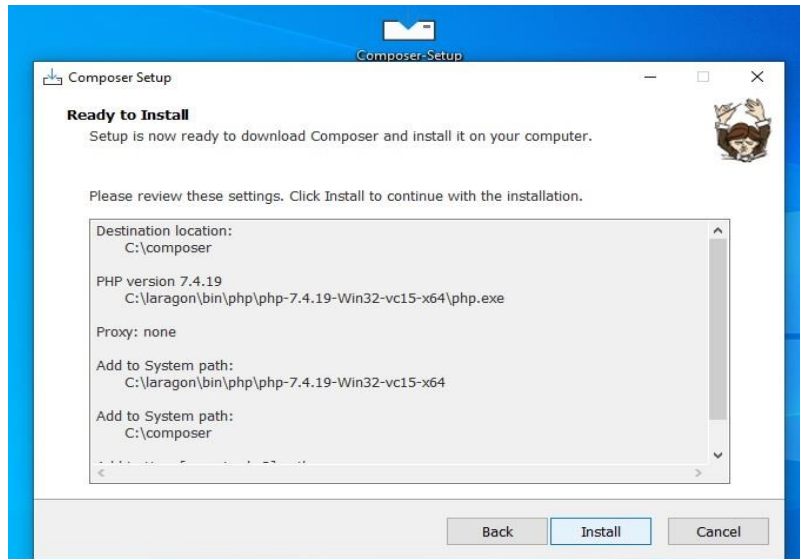 Composer-Setup
Composer Setup
Ready to Install
Setup is now ready to download Composer and install it on your computer.
Please review these settings. Click Install to continue with the installation.
Destination location:
C:\composer
PHP version 7.4.19
C:\laragon\bin\php\php-7.4.19-Win32-vc15-x64\php.exe
Proxy: none
Add to System path:
C:\laragon\bin\php\php-7.4.19-Win32-vc15-x64
Add to System path:
C:\composer
Back
Install
Cancel